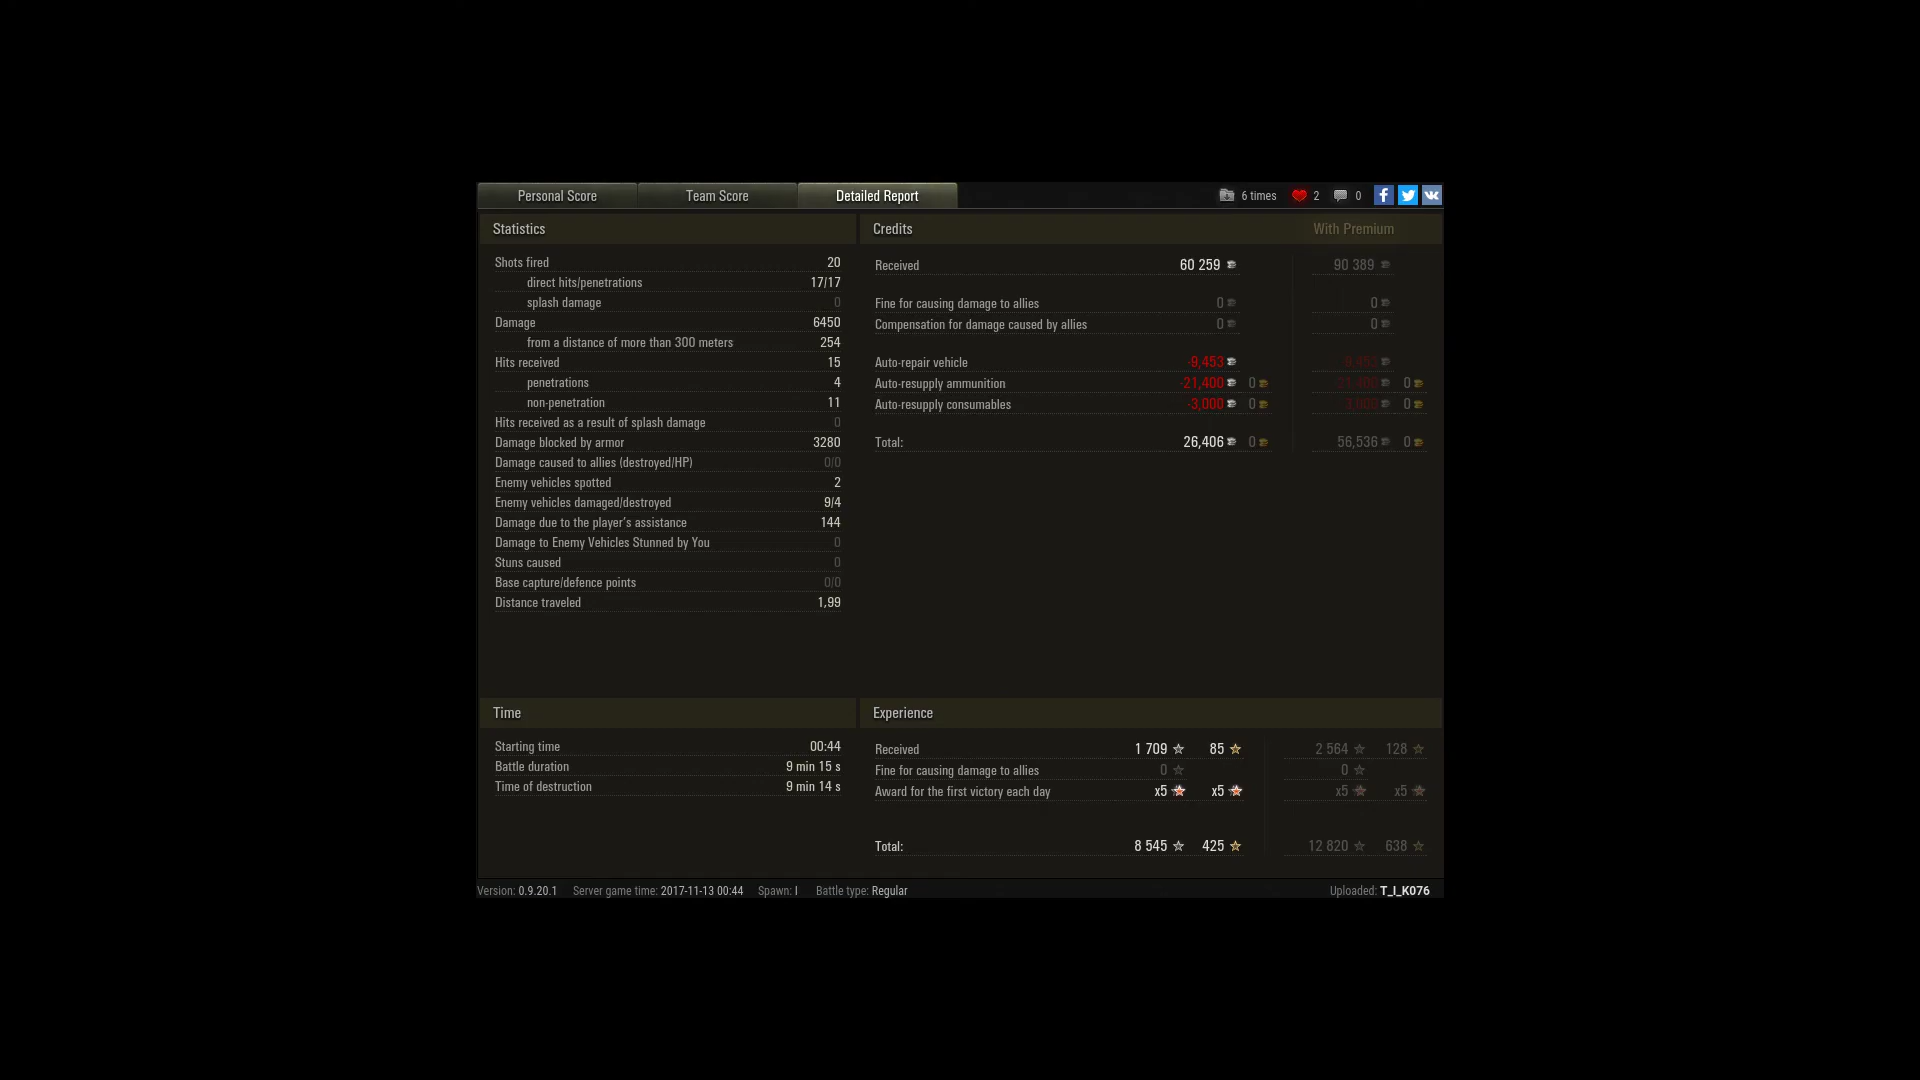 Personal Score Team Score Detailed Report 6 times 2 0
Statistics
Shots fired 20
direct hits/penetrations 17/17
splash damage 0
Damage 6450
from a distance of more than 300 meters 254
Hits received 15
penetrations 4
non-penetration 11
Hits received as a result of splash damage 0
Damage blocked by armor 3280
Damage caused to allies (destroyed/HP) 0/0
Enemy vehicles spotted 2
Enemy vehicles damaged/destroyed 9/4
Damage due to the player's assistance 144
Damage to Enemy Vehicles Stunned by You 0
Stuns caused 0
Base capture/defence points 0/0
Distance traveled 1,99
Credits With Premium
Received 60 259 90 389
Fine for causing damage to allies 0 0
Compensation for damage caused by allies 0 0
Auto-repair vehicle -9,453 -9,453
Auto-resupply ammunition -21,400 0 -21,400 0
Auto-resupply consumables -3,000 0 -3,000 0
Total: 26,406 0 56,536 0
Time
Starting time 00:44
Battle duration 9 min 15 s
Time of destruction 9 min 14 s
Experience
Received 1 709 85 2 564 128
Fine for causing damage to allies 0 0
Award for the first victory each day x5 x5 x5 x5
Total: 8 545 425 12 820 638
Version: 0.9.20.1 Server game time: 2017-11-13 00:44 Spawn: I Battle type: Regular Uploaded: T_I_K076